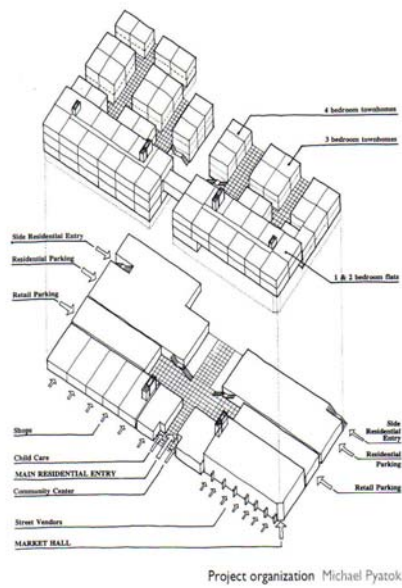 4 bedroom townhomes
3 bedroom townhomes
Side Residential Entry
Residential Parking
Retail Parking
1 & 2 bedroom flats
Shops
Child Care
MAIN RESIDENTIAL ENTRY
Community Center
Street Vendors
MARKET HALL
Side
Residential
Entry
Residential
Parking
Retail Parking
Project organization Michael Pyatok